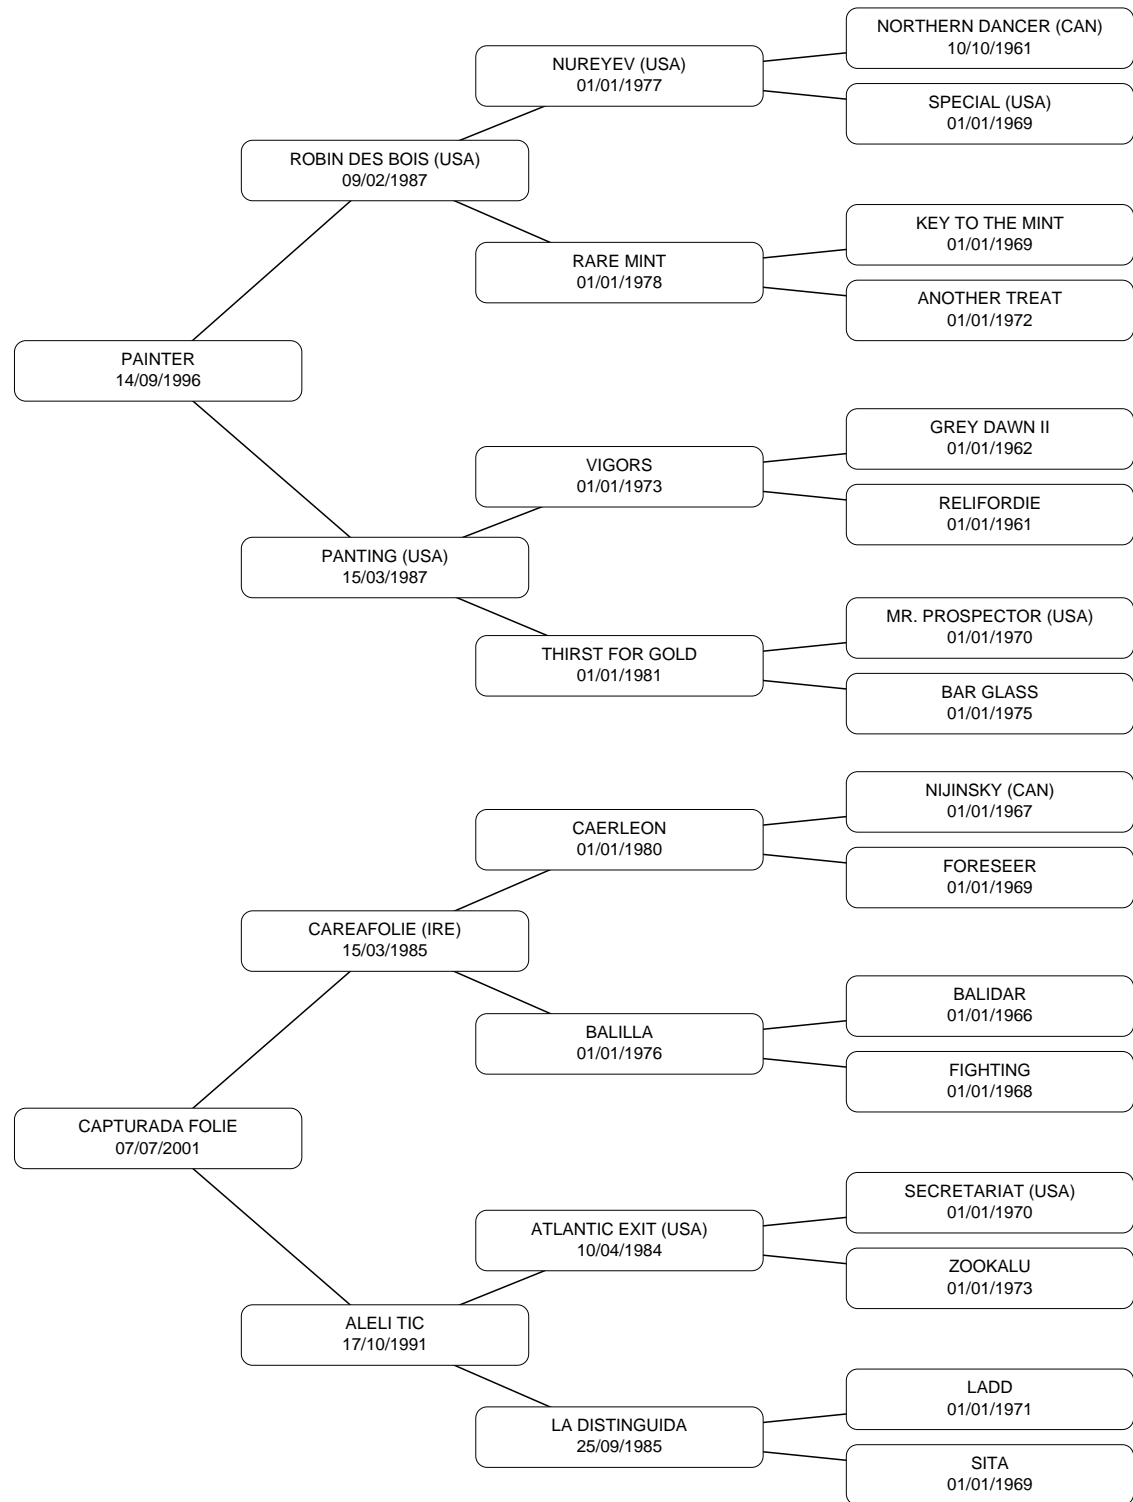 NORTHERN DANCER (CAN)
10/10/1961
NUREYEV (USA)
01/01/1977
SPECIAL (USA)
01/01/1969
ROBIN DES BOIS (USA)
09/02/1987
KEY TO THE MINT
01/01/1969
RARE MINT
01/01/1978
ANOTHER TREAT
01/01/1972
PAINTER
14/09/1996
GREY DAWN II
01/01/1962
VIGORS
01/01/1973
RELIFORDIE
01/01/1961
PANTING (USA)
15/03/1987
MR. PROSPECTOR (USA)
01/01/1970
THIRST FOR GOLD
01/01/1981
BAR GLASS
01/01/1975
NIJINSKY (CAN)
01/01/1967
CAERLEON
01/01/1980
FORESEER
01/01/1969
CAREAFOLIE (IRE)
15/03/1985
BALIDAR
01/01/1966
BALILLA
01/01/1976
FIGHTING
01/01/1968
CAPTURADA FOLIE
07/07/2001
SECRETARIAT (USA)
01/01/1970
ATLANTIC EXIT (USA)
10/04/1984
ZOOKALU
01/01/1973
ALELI TIC
17/10/1991
LADD
01/01/1971
LA DISTINGUIDA
25/09/1985
SITA
01/01/1969